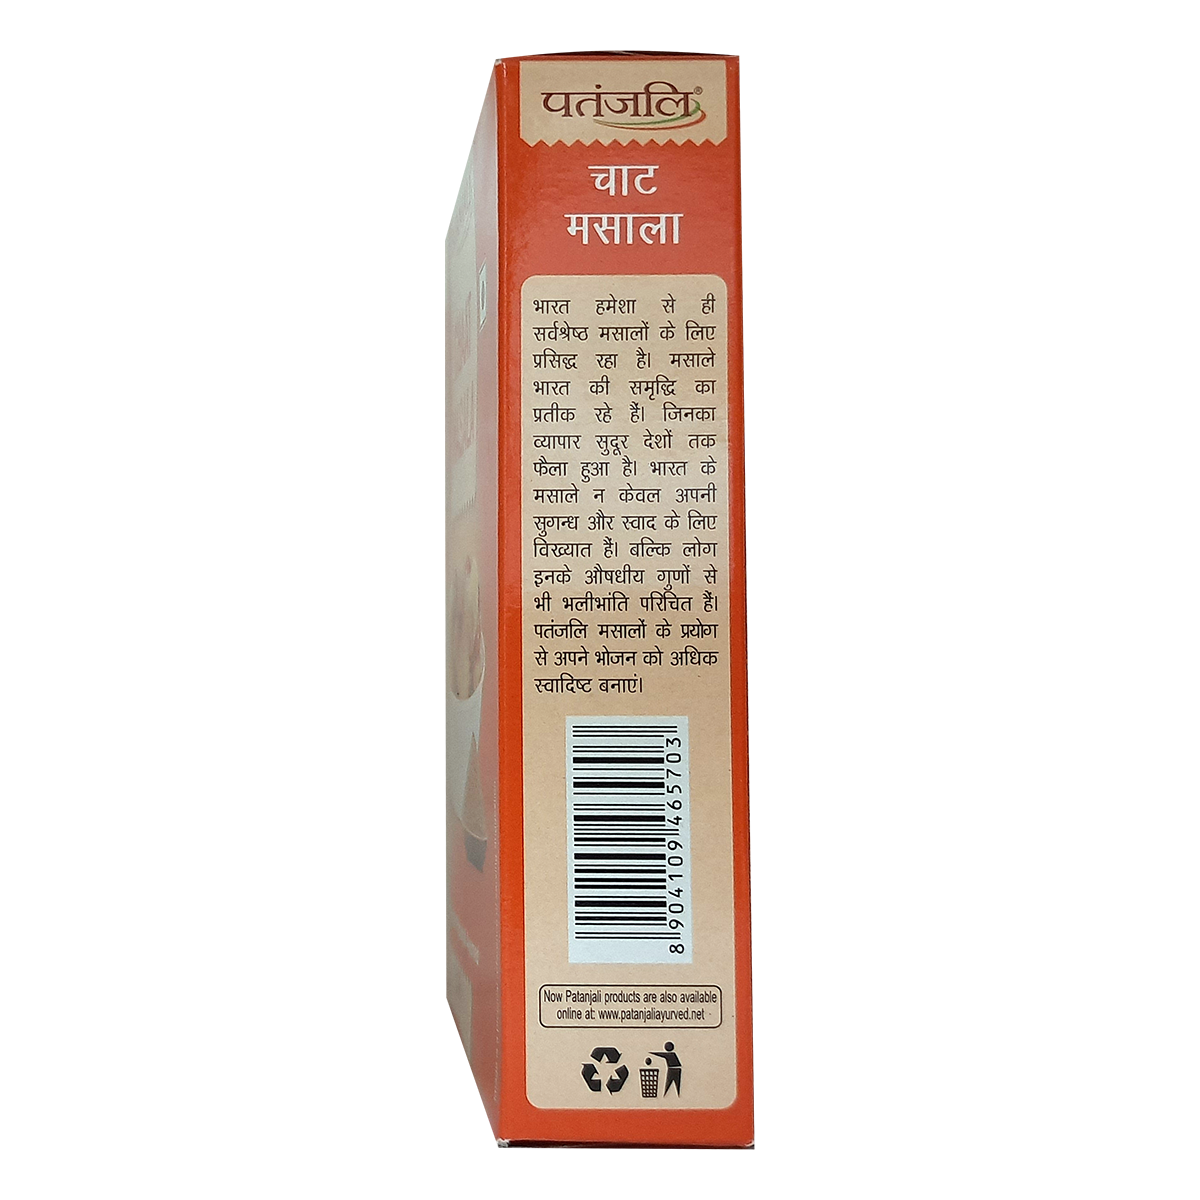 पतंजलि®
चाट
मसाला
भारत हमेशा से ही
सर्वश्रेष्ठ मसालों के लिए
प्रसिद्ध रहा है। मसाले
भारत की समृद्धि का
प्रतीक रहे हैं। जिनका
व्यापार सुदूर देशों तक
फैला हुआ है। भारत के
मसाले न केवल अपनी
सुगन्ध और स्वाद के लिए
विख्यात हैं। बल्कि लोग
इनके औषधीय गुणों से
भी भलीभांति परिचित हैं।
पतंजलि मसालों के प्रयोग
से अपने भोजन को अधिक
स्वादिष्ट बनाएं।
8904109465703
Now Patanjali products are also available
online at: www.patanjaliayurved.net